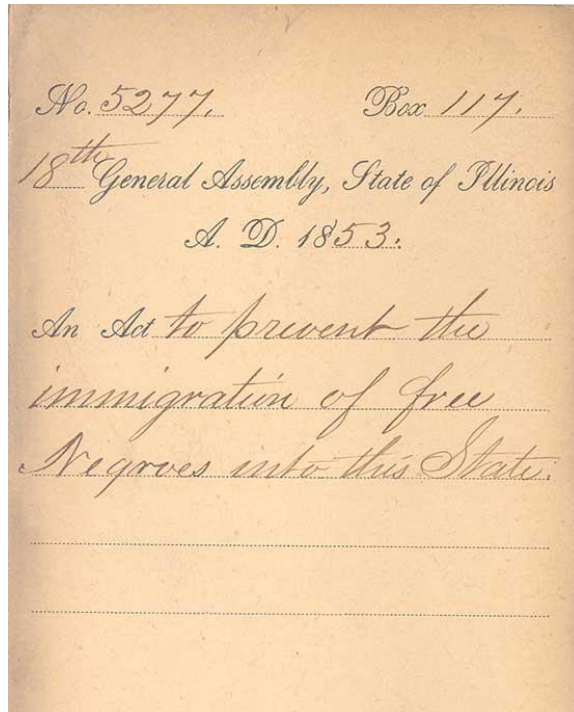 No. 5277. Box 117.
18th General Assembly, State of Illinois
A. D. 1853.
An Act to prevent the
immigration of free
Negroes into this State.